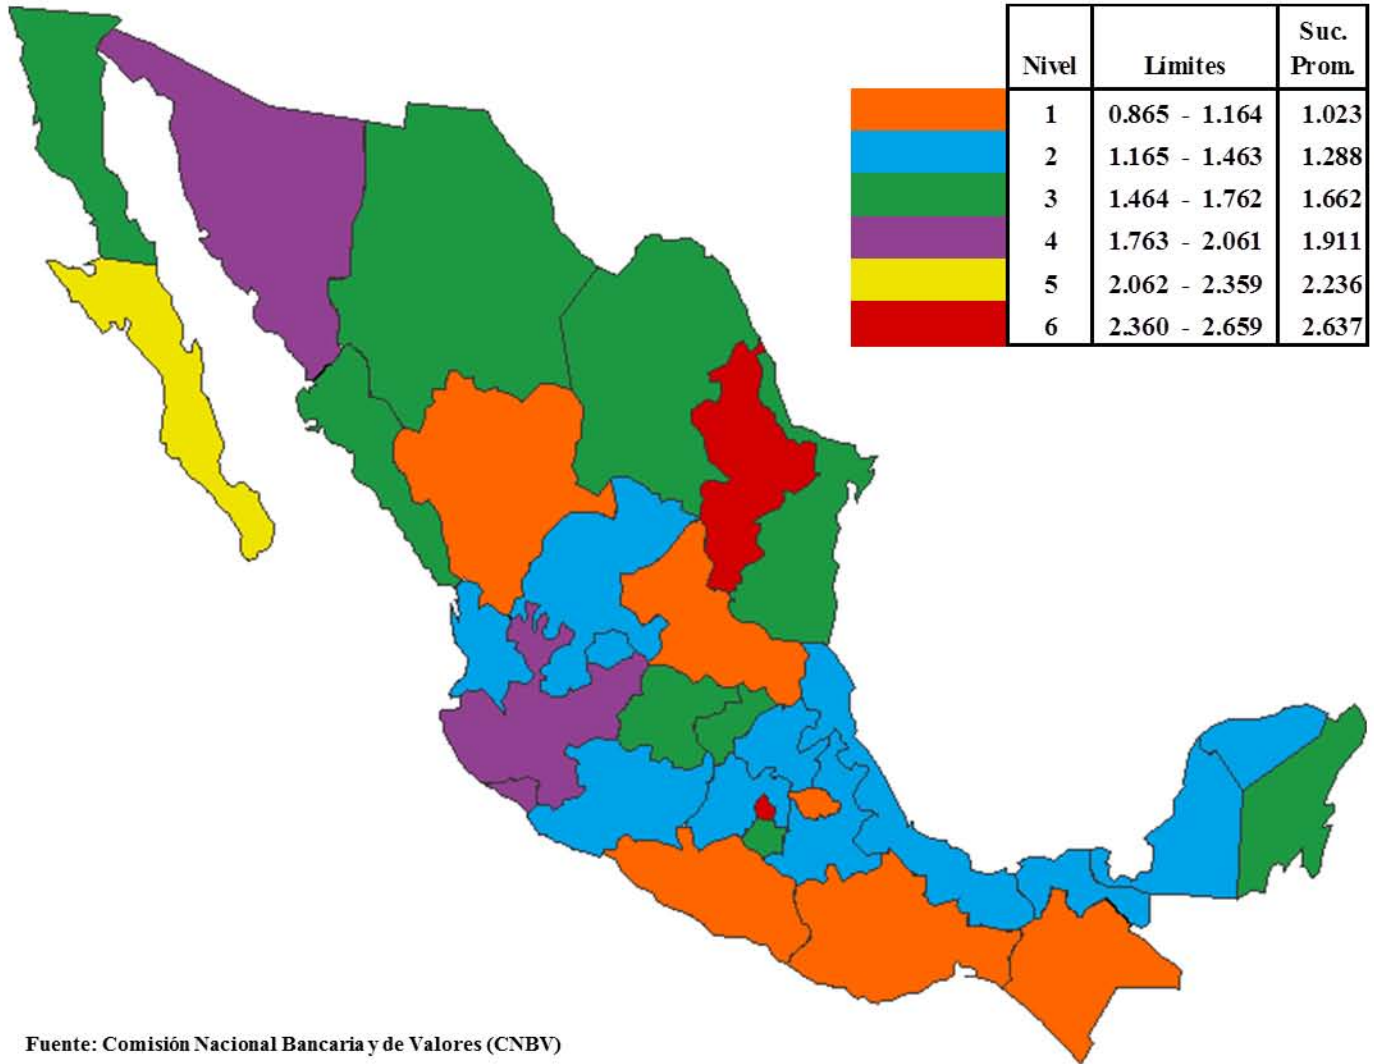 Suc.
Nivel Límites Prom.
1 0.865 - 1.164 1.023
2 1.165 - 1.463 1.288
3 1.464 - 1.762 1.662
4 1.763 - 2.061 1.911
5 2.062 - 2.359 2.236
6 2.360 - 2.659 2.637
Fuente: Comisión Nacional Bancaria y de Valores (CNBV)